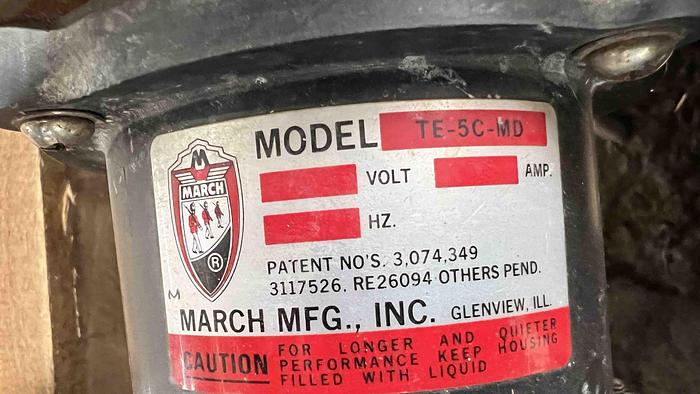 MODEL TE-5C-MD
VOLT AMP.
HZ.
M
MARCH
®
PATENT NO'S. 3,074,349
3117526. RE26094 OTHERS PEND.
M
MARCH MFG., INC. GLENVIEW, ILL.
CAUTION
FOR LONGER AND QUIETER
PERFORMANCE KEEP HOUSING
FILLED WITH LIQUID